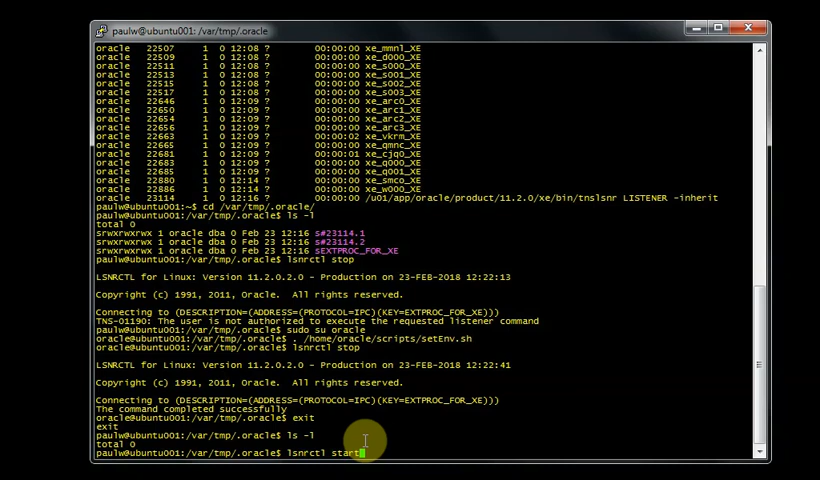 paulw@ubuntu001: /var/tmp/.oracle
oracle 22507 1 0 12:08 ? 00:00:00 xe_mmnl_XE
oracle 22509 1 0 12:08 ? 00:00:00 xe_d000_XE
oracle 22511 1 0 12:08 ? 00:00:00 xe_s000_XE
oracle 22513 1 0 12:08 ? 00:00:00 xe_s001_XE
oracle 22515 1 0 12:08 ? 00:00:00 xe_s002_XE
oracle 22517 1 0 12:08 ? 00:00:00 xe_s003_XE
oracle 22646 1 0 12:09 ? 00:00:00 xe_arc0_XE
oracle 22650 1 0 12:09 ? 00:00:00 xe_arc1_XE
oracle 22654 1 0 12:09 ? 00:00:00 xe_arc2_XE
oracle 22656 1 0 12:09 ? 00:00:00 xe_arc3_XE
oracle 22663 1 0 12:09 ? 00:00:02 xe_vkrm_XE
oracle 22665 1 0 12:09 ? 00:00:00 xe_qmnc_XE
oracle 22681 1 0 12:09 ? 00:00:01 xe_cjq0_XE
oracle 22683 1 0 12:09 ? 00:00:00 xe_q000_XE
oracle 22685 1 0 12:09 ? 00:00:00 xe_q001_XE
oracle 22880 1 0 12:14 ? 00:00:00 xe_smco_XE
oracle 22886 1 0 12:14 ? 00:00:00 xe_w000_XE
oracle 23114 1 0 12:16 ? 00:00:00 /u01/app/oracle/product/11.2.0/xe/bin/tnslsnr LISTENER -inherit
paulw@ubuntu001:~$ cd /var/tmp/.oracle/
paulw@ubuntu001:/var/tmp/.oracle$ ls -l
total 0
srwxrwxrwx 1 oracle dba 0 Feb 23 12:16 s#23114.1
srwxrwxrwx 1 oracle dba 0 Feb 23 12:16 s#23114.2
srwxrwxrwx 1 oracle dba 0 Feb 23 12:16 sEXTPROC_FOR_XE
paulw@ubuntu001:/var/tmp/.oracle$ lsnrctl stop
LSNRCTL for Linux: Version 11.2.0.2.0 - Production on 23-FEB-2018 12:22:13
Copyright (c) 1991, 2011, Oracle. All rights reserved.
Connecting to (DESCRIPTION=(ADDRESS=(PROTOCOL=IPC)(KEY=EXTPROC_FOR_XE)))
TNS-01190: The user is not authorized to execute the requested listener command
paulw@ubuntu001:/var/tmp/.oracle$ sudo su oracle
oracle@ubuntu001:/var/tmp/.oracle$ . /home/oracle/scripts/setEnv.sh
oracle@ubuntu001:/var/tmp/.oracle$ lsnrctl stop
LSNRCTL for Linux: Version 11.2.0.2.0 - Production on 23-FEB-2018 12:22:41
Copyright (c) 1991, 2011, Oracle. All rights reserved.
Connecting to (DESCRIPTION=(ADDRESS=(PROTOCOL=IPC)(KEY=EXTPROC_FOR_XE)))
The command completed successfully
oracle@ubuntu001:/var/tmp/.oracle$ exit
exit
paulw@ubuntu001:/var/tmp/.oracle$ ls -l
total 0
paulw@ubuntu001:/var/tmp/.oracle$ lsnrctl start